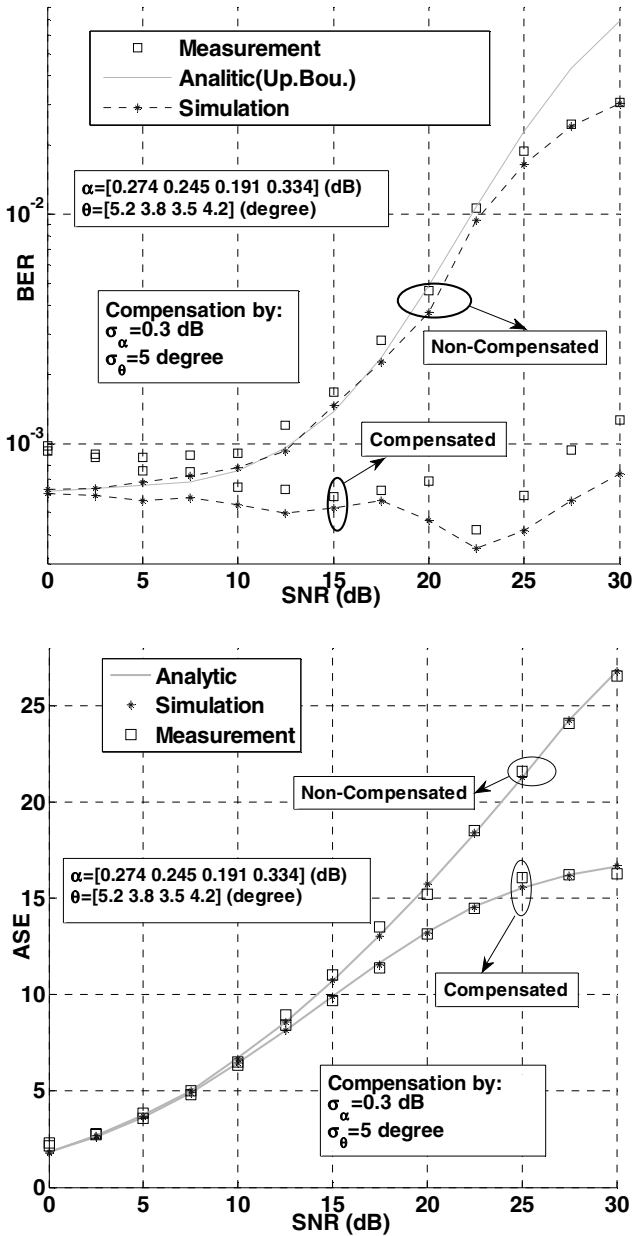 Measurement
Analitic(Up.Bou.)
Simulation
α=[0.274 0.245 0.191 0.334] (dB)
θ=[5.2 3.8 3.5 4.2] (degree)
10⁻²
BER
Compensation by:
σα=0.3 dB
σθ=5 degree
Non-Compensated
Compensated
10⁻³
0 5 10 15 20 25 30
SNR (dB)
Analytic
Simulation
Measurement
25
Non-Compensated
20
α=[0.274 0.245 0.191 0.334] (dB)
θ=[5.2 3.8 3.5 4.2] (degree)
15
ASE
Compensated
10
Compensation by:
σα=0.3 dB
σθ=5 degree
5
0
0 5 10 15 20 25 30
SNR (dB)